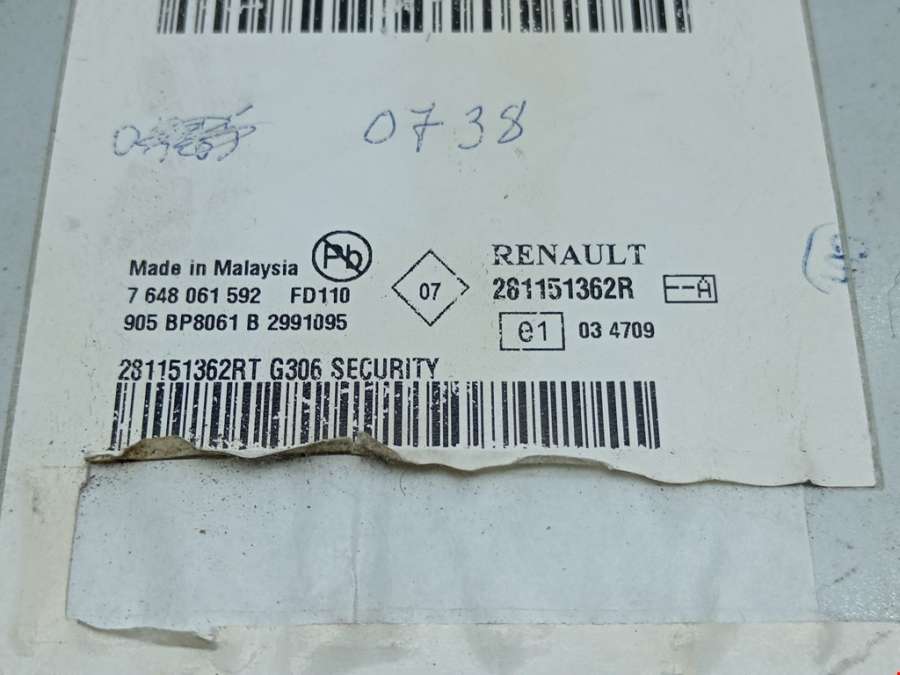 0738
Made in Malaysia Pb
7 648 061 592 FD110
905 BP8061 B 2991095
07
RENAULT
281151362R --A
e1 03 4709
281151362RT G306 SECURITY